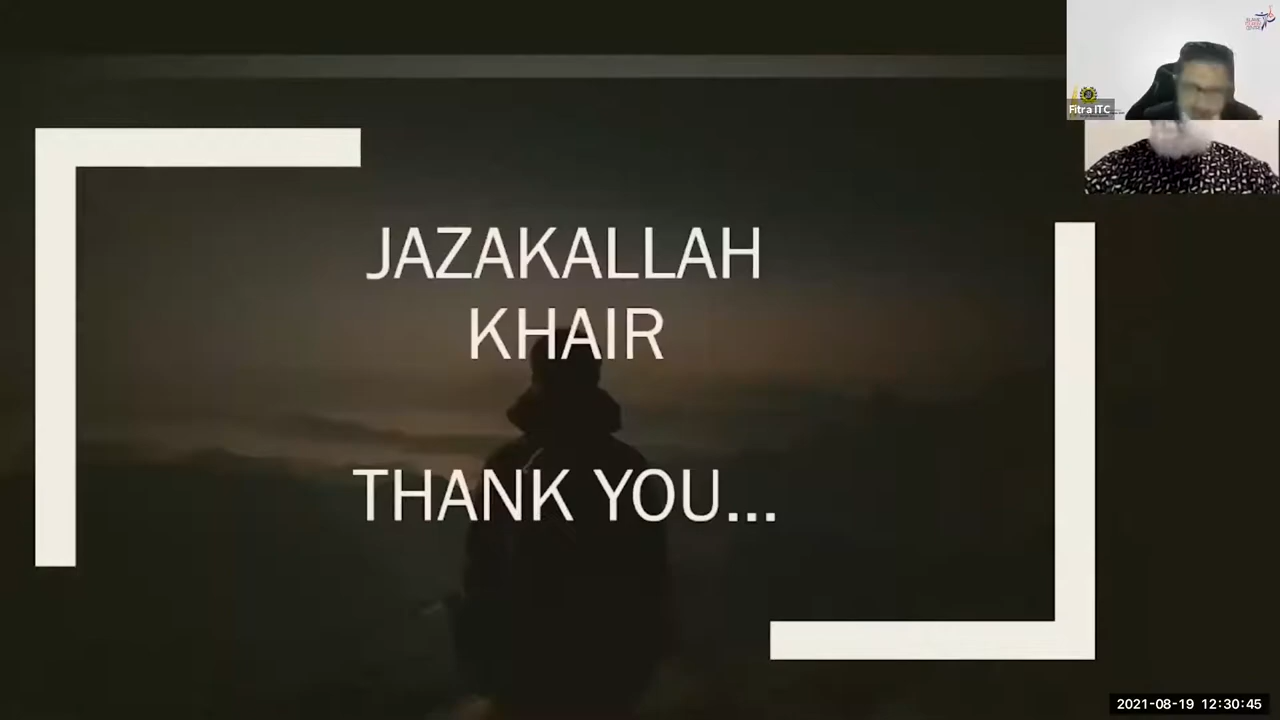 JAZAKALLAH
KHAIR
THANK YOU...
Fitra ITC
2021-08-19 12:30:45